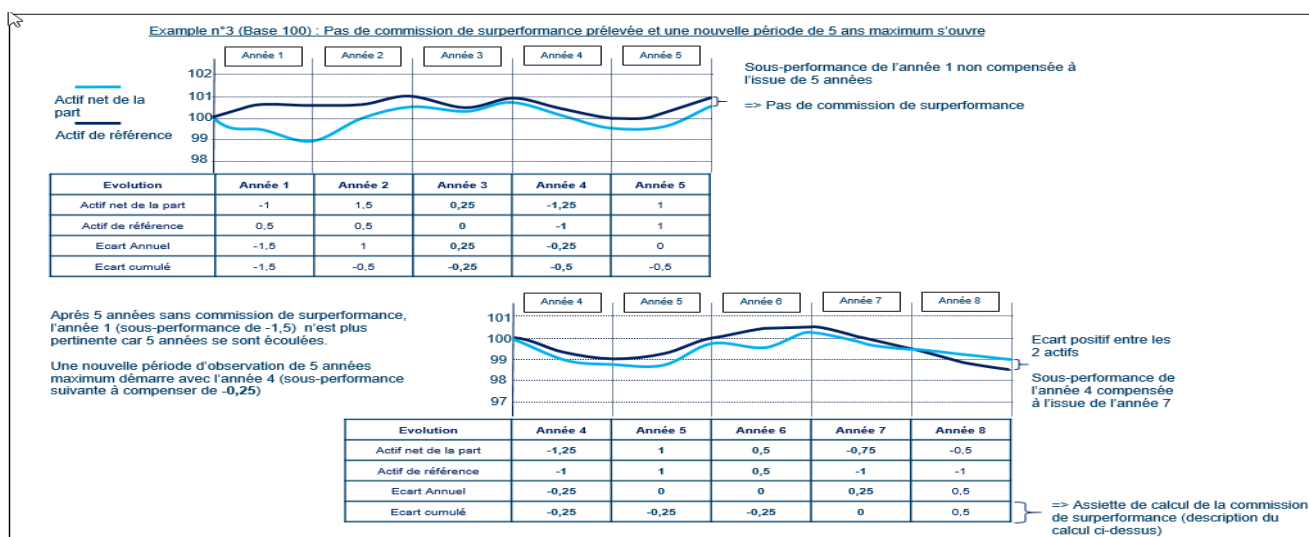 Example n°3 (Base 100) : Pas de commission de surperformance prélevée et une nouvelle période de 5 ans maximum s'ouvre
Année 1 Année 2 Année 3 Année 4 Année 5
102
101
100
99
98
Actif net de la
part
Actif de référence
Sous-performance de l'année 1 non compensée à
l'issue de 5 années
=> Pas de commission de surperformance
Evolution Année 1 Année 2 Année 3 Année 4 Année 5
Actif net de la part -1 1,5 0,25 -1,25 1
Actif de référence 0,5 0,5 0 -1 1
Ecart Annuel -1,5 1 0,25 -0,25 0
Ecart cumulé -1,5 -0,5 -0,25 -0,5 -0,5
Après 5 années sans commission de surperformance,
l'année 1 (sous-performance de -1,5) n'est plus
pertinente car 5 années se sont écoulées.
Une nouvelle période d'observation de 5 années
maximum démarre avec l'année 4 (sous-performance
suivante à compenser de -0,25)
Année 4 Année 5 Année 6 Année 7 Année 8
101
100
99
98
97
Ecart positif entre les
2 actifs
Sous-performance de
l'année 4 compensée
à l'issue de l'année 7
Evolution Année 4 Année 5 Année 6 Année 7 Année 8
Actif net de la part -1,25 1 0,5 -0,75 -0,5
Actif de référence -1 1 0,5 -1 -1
Ecart Annuel -0,25 0 0 0,25 0,5
Ecart cumulé -0,25 -0,25 -0,25 0 0,5
=> Assiette de calcul de la commission
de surperformance (description du
calcul ci-dessus)